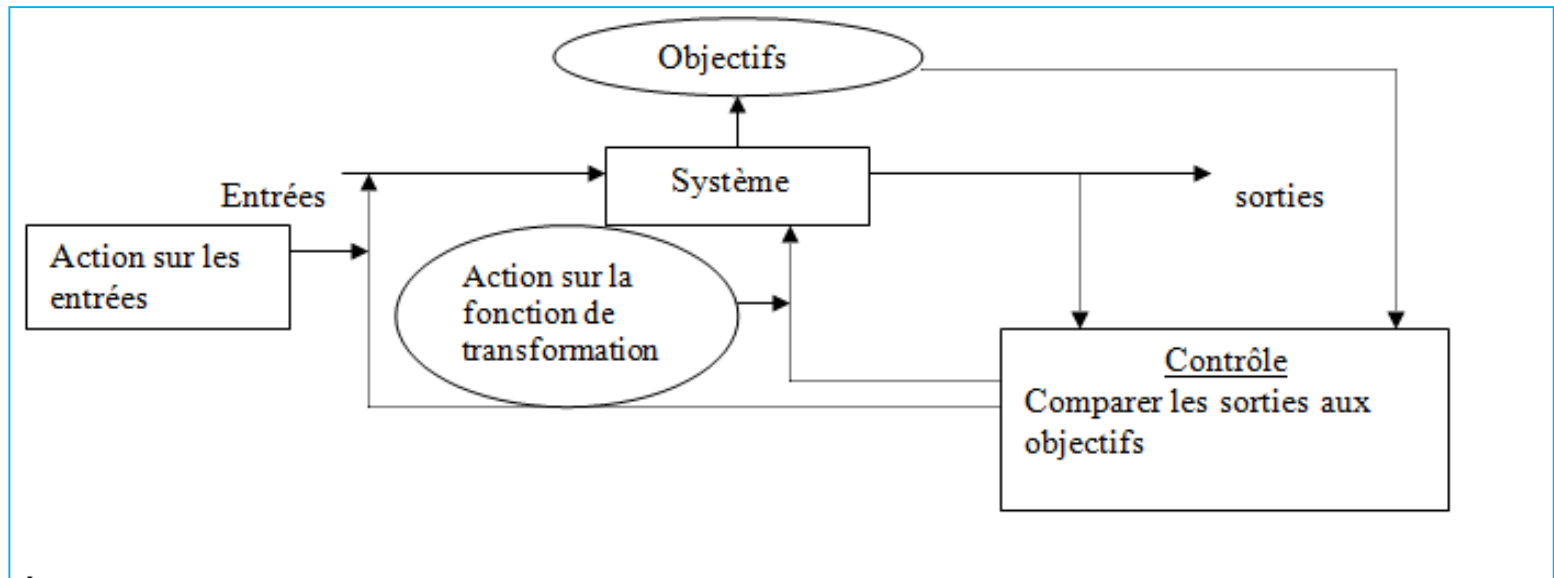 Objectifs
Système
Entrées
sorties
Action sur les
entrées
Action sur la
fonction de
transformation
Contrôle
Comparer les sorties aux
objectifs